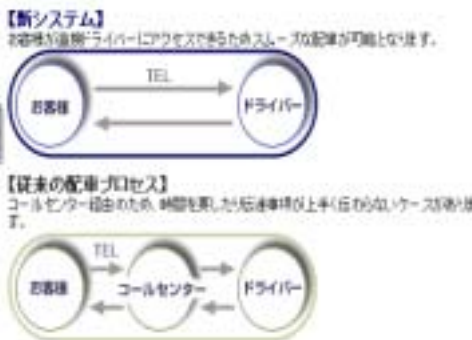 【新システム】
お客様が直接ドライバーにアクセスできるためスムーズな配車が可能となります。
TEL
お客様
ドライバー
【従来の配車プロセス】
コールセンター経由のため、時間を要したり伝達事項が上手く伝わらないケースがありま
す。
TEL
お客様
コールセンター
ドライバー